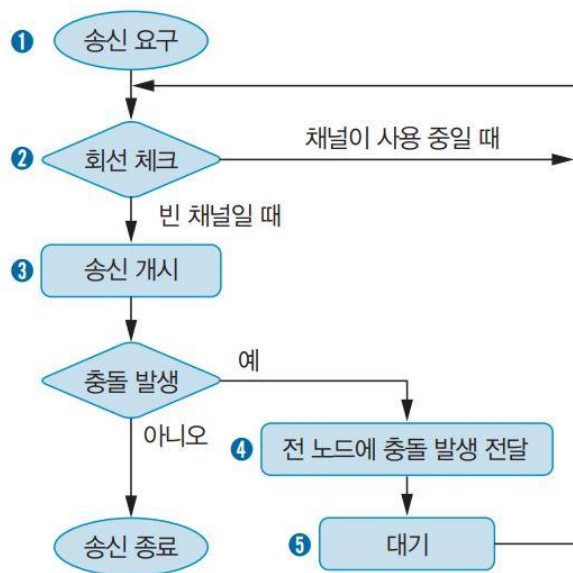 ❶ 송신 요구
❷ 회선 체크
채널이 사용 중일 때
빈 채널일 때
❸ 송신 개시
충돌 발생
예
아니오
❹ 전 노드에 충돌 발생 전달
송신 종료
❺ 대기